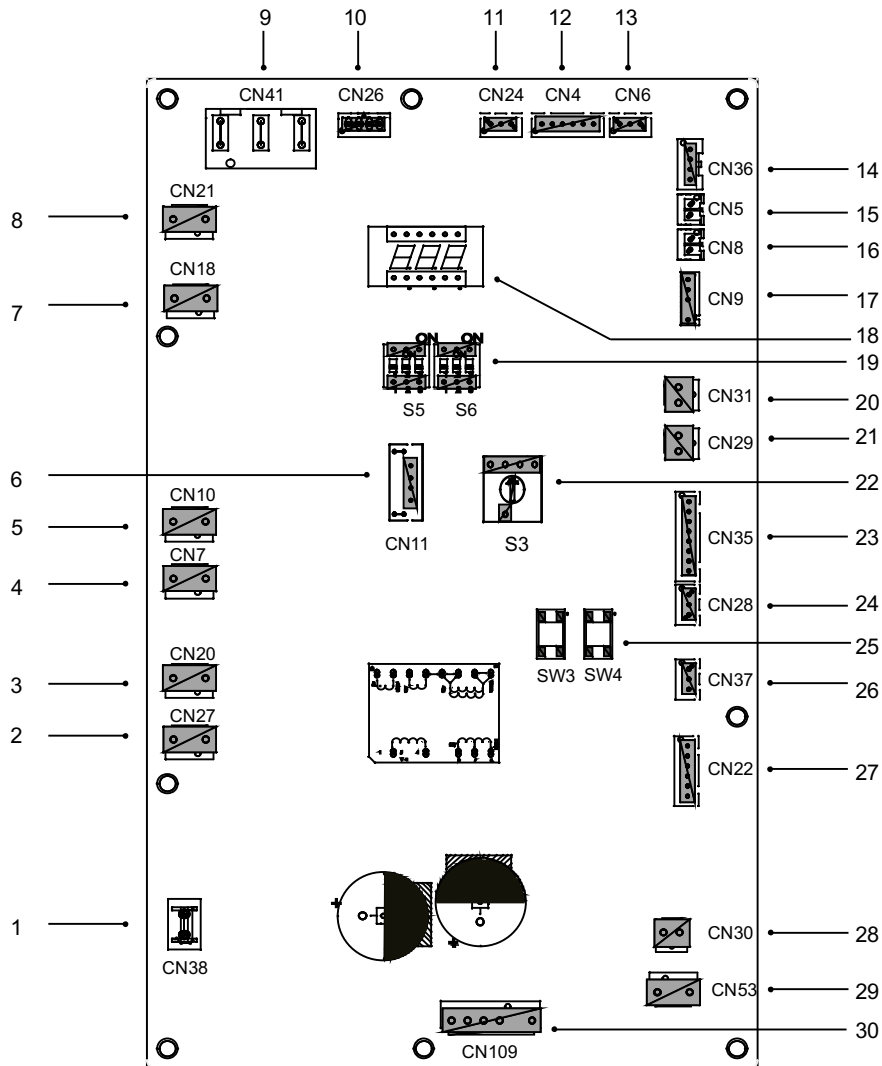 9 10 11 12 13
CN41 CN26 CN24 CN4 CN6
CN36 14
CN21
8
CN5 15
CN8 16
CN18
7
CN9 17
18
ON ON
19
S5 S6
CN31 20
CN29 21
6
22
CN10
5
CN11 S3
CN35 23
CN7
4
CN28 24
25
SW3 SW4
CN20
3
CN37 26
CN27
2
CN22 27
1
CN38
CN30 28
CN53 29
30
CN109